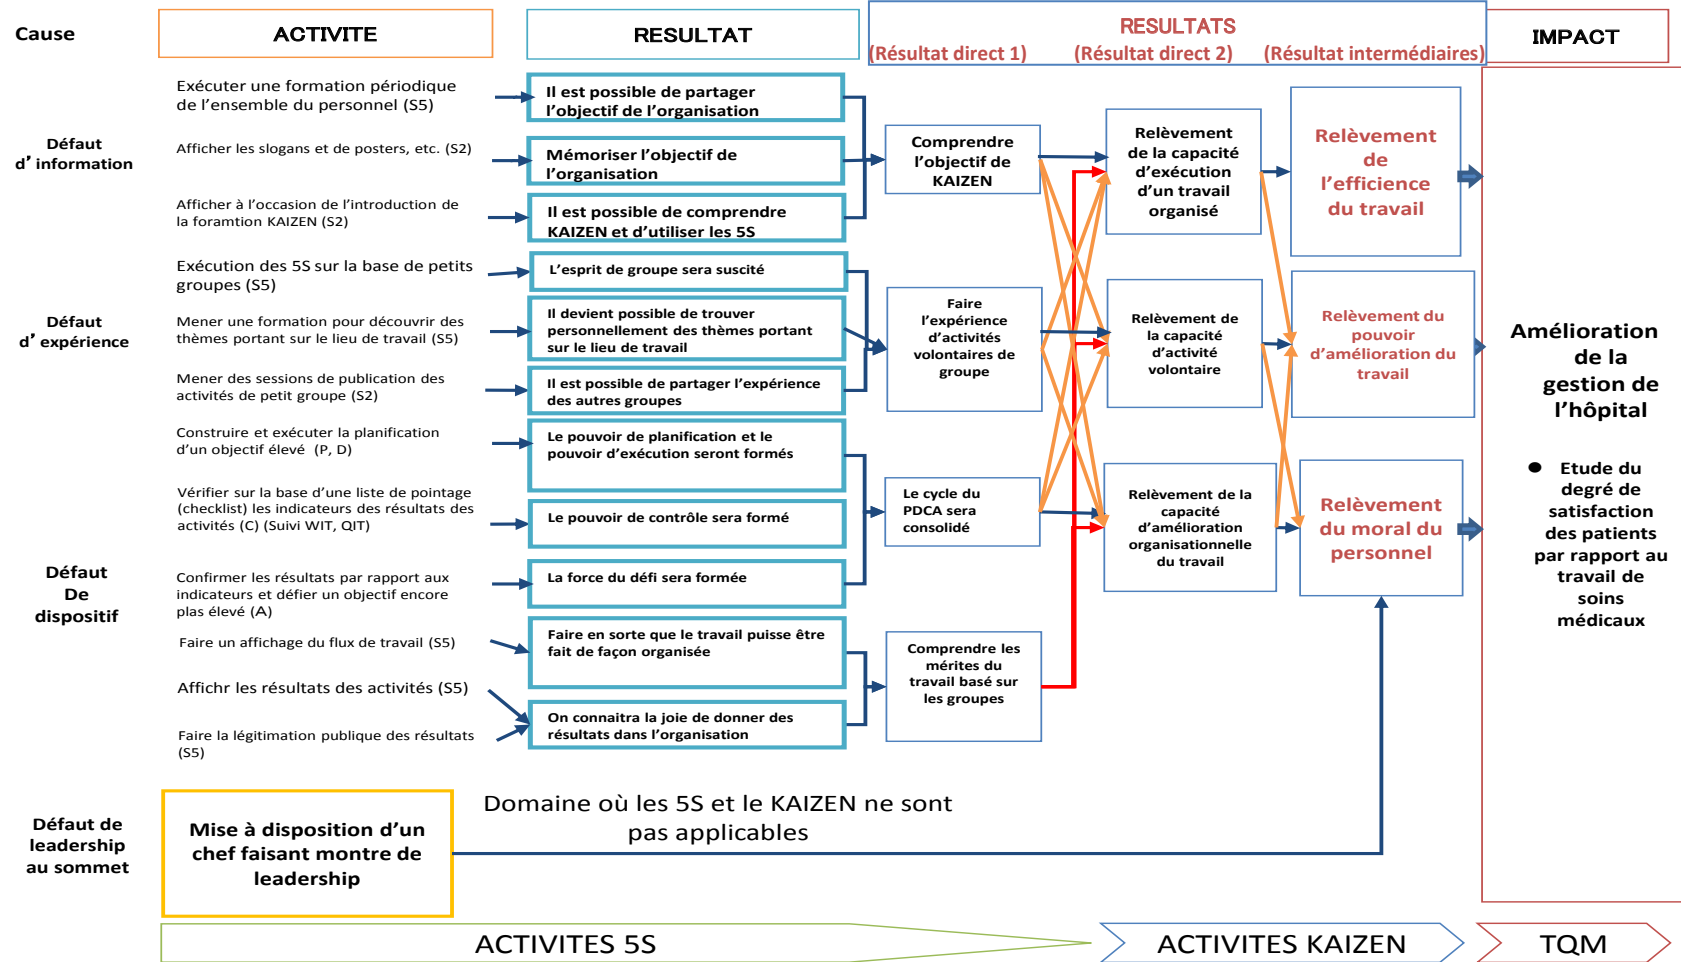 Cause
ACTIVITE
RESULTAT
RESULTATS
(Résultat direct 1)
(Résultat direct 2)
(Résultat intermédiaires)
IMPACT
Défaut
d’ information
Exécuter une formation périodique
de l’ensemble du personnel (S5)
Afficher les slogans et de posters, etc. (S2)
Afficher à l’occasion de l’introduction de
la foramtion KAIZEN (S2)
Il est possible de partager
l’objectif de l’organisation
Mémoriser l’objectif de
l’organisation
Il est possible de comprendre
KAIZEN et d’utiliser les 5S
Comprendre
l’objectif de
KAIZEN
Relèvement
de la capacité
d’exécution
d’un travail
organisé
Relèvement
de
l’efficience
du travail
Défaut
d’ expérience
Exécution des 5S sur la base de petits
groupes (S5)
Mener une formation pour découvrir des
thèmes portant sur le lieu de travail (S5)
Mener des sessions de publication des
activités de petit groupe (S2)
L’esprit de groupe sera suscité
Il devient possible de trouver
personnellement des thèmes portant
sur le lieu de travail
Il est possible de partager l’expérience
des autres groupes
Faire
l’expérience
d’activités
volontaires de
groupe
Relèvement de
la capacité
d’activité
volontaire
Relèvement du
pouvoir
d’amélioration du
travail
Défaut
De
dispositif
Construire et exécuter la planification
d’un objectif élevé (P, D)
Vérifier sur la base d’une liste de pointage
(checklist) les indicateurs des résultats des
activités (C) (Suivi WIT, QIT)
Confirmer les résultats par rapport aux
indicateurs et défier un objectif encore
plas élevé (A)
Faire un affichage du flux de travail (S5)
Affichr les résultats des activités (S5)
Faire la légitimation publique des résultats
(S5)
Le pouvoir de planification et le
pouvoir d’exécution seront formés
Le pouvoir de contrôle sera formé
La force du défi sera formée
Faire en sorte que le travail puisse être
fait de façon organisée
On connaitra la joie de donner des
résultats dans l’organisation
Le cycle du
PDCA sera
consolidé
Comprendre les
mérites du
travail basé sur
les groupes
Relèvement de la
capacité
d’amélioration
organisationnelle
du travail
Relèvement
du moral du
personnel
Amélioration
de la
gestion de
l’hôpital
● Etude du
degré de
satisfaction
des patients
par rapport au
travail de
soins
médicaux
Défaut de
leadership
au sommet
Mise à disposition d’un
chef faisant montre de
leadership
Domaine où les 5S et le KAIZEN ne sont
pas applicables
ACTIVITES 5S
ACTIVITES KAIZEN
TQM